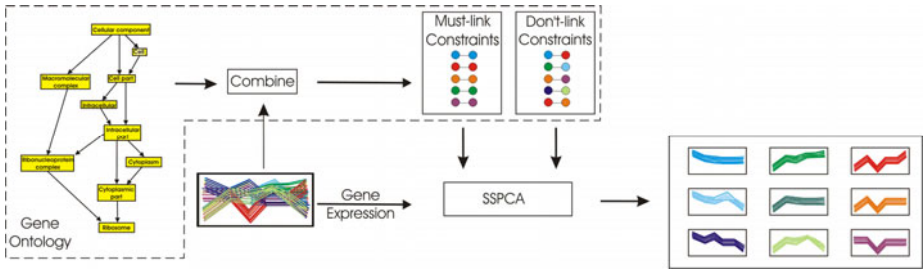 Cellular component
Cell
Macromolecular
complex
Cell part
Intracellular
Intracellular
part
Ribonucleoprotein
complex
Cytoplasm
Cytoplasmic
part
Ribosome
Gene
Ontology
Combine
Must-link
Constraints
Don't-link
Constraints
Gene
Expression
SSPCA